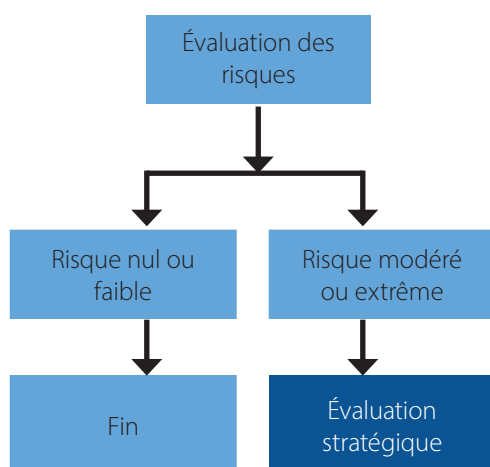 Évaluation des
risques
Risque nul ou
faible
Risque modéré
ou extrême
Fin
Évaluation
stratégique